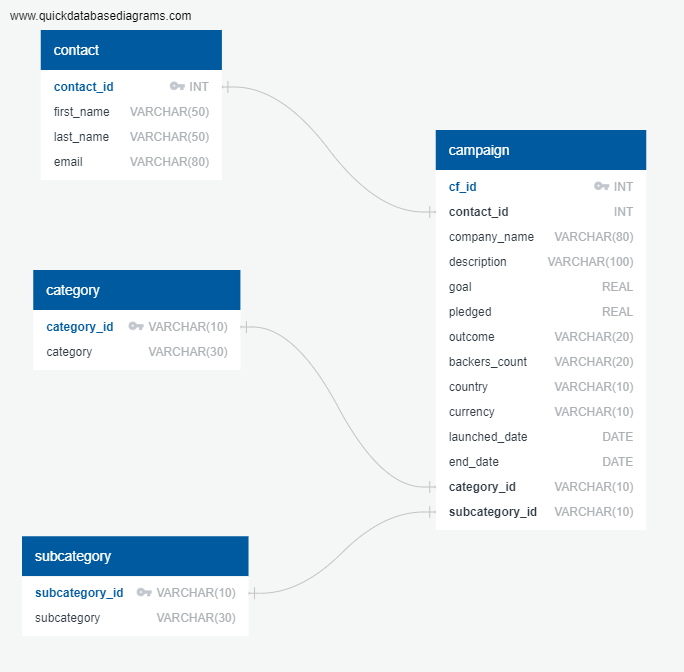 www.quickdatabasediagrams.com
contact
contact_id INT
first_name VARCHAR(50)
last_name VARCHAR(50)
email VARCHAR(80)
campaign
cf_id INT
contact_id INT
company_name VARCHAR(80)
description VARCHAR(100)
goal REAL
pledged REAL
outcome VARCHAR(20)
backers_count VARCHAR(20)
country VARCHAR(10)
currency VARCHAR(10)
launched_date DATE
end_date DATE
category_id VARCHAR(10)
subcategory_id VARCHAR(10)
category
category_id VARCHAR(10)
category VARCHAR(30)
subcategory
subcategory_id VARCHAR(10)
subcategory VARCHAR(30)